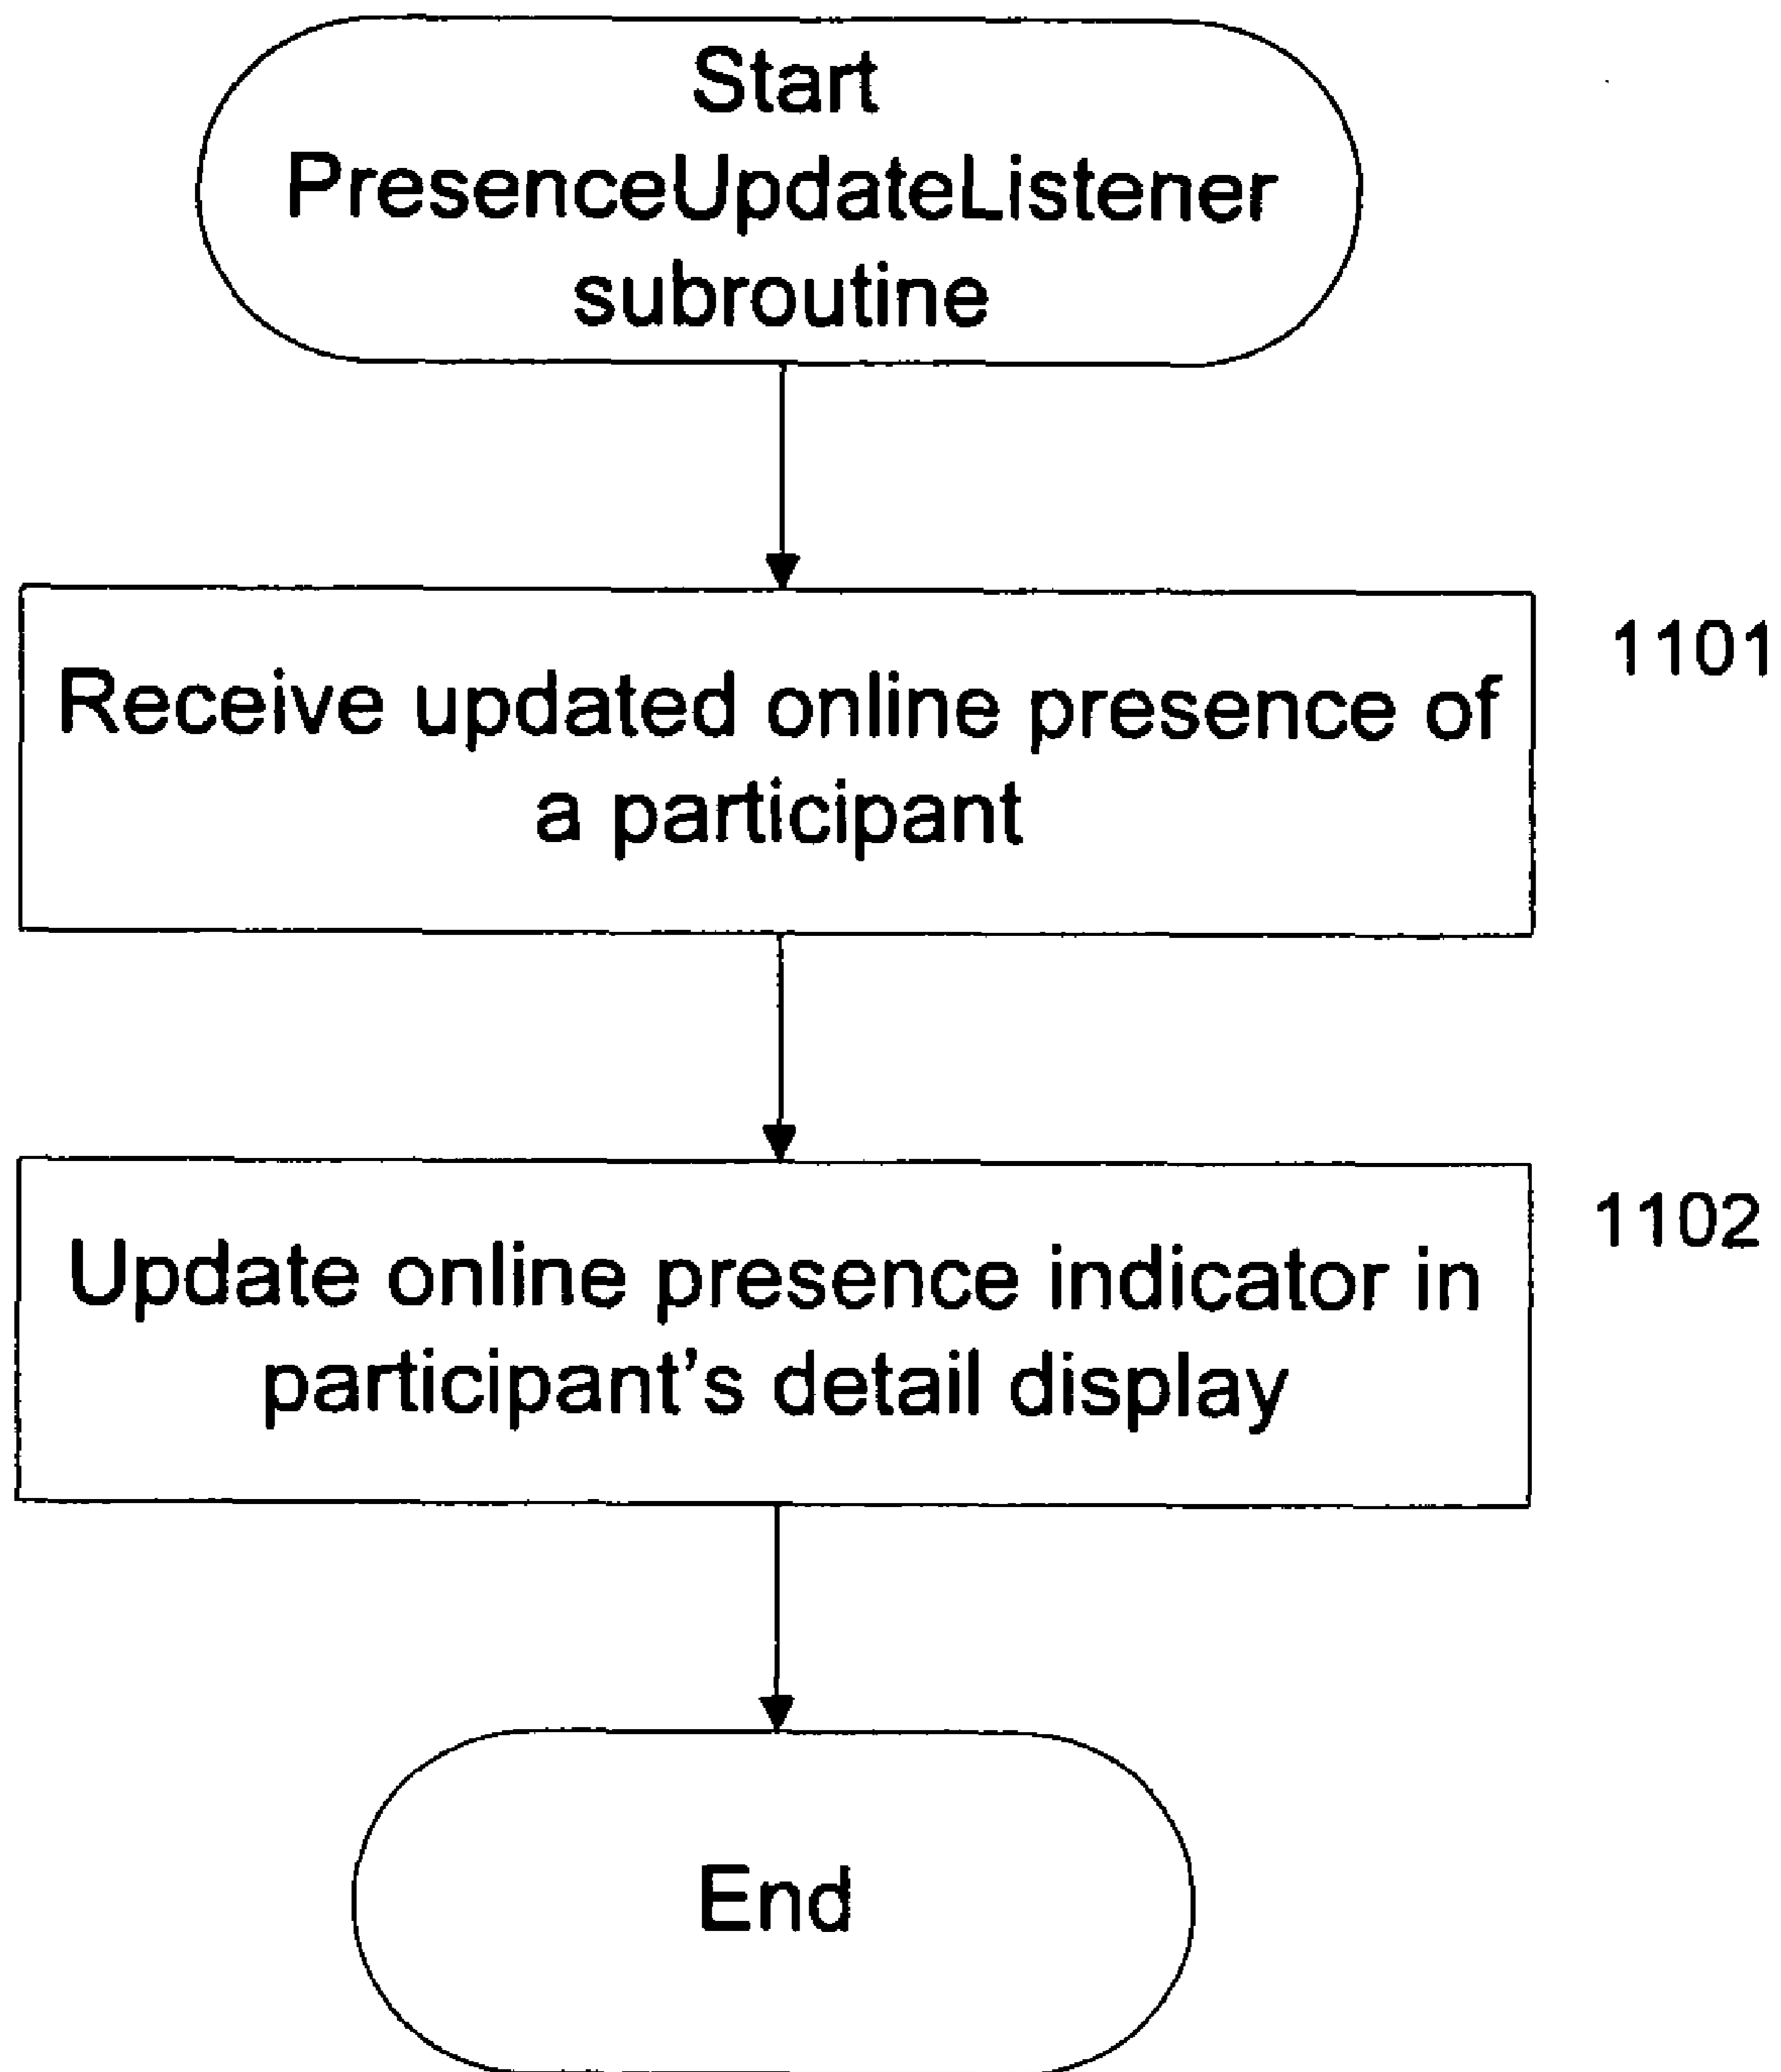 Start
PresenceUpdateListener
subroutine
1101
Receive updated online presence of
a participant
1102
Update online presence indicator in
participant's detail display
End